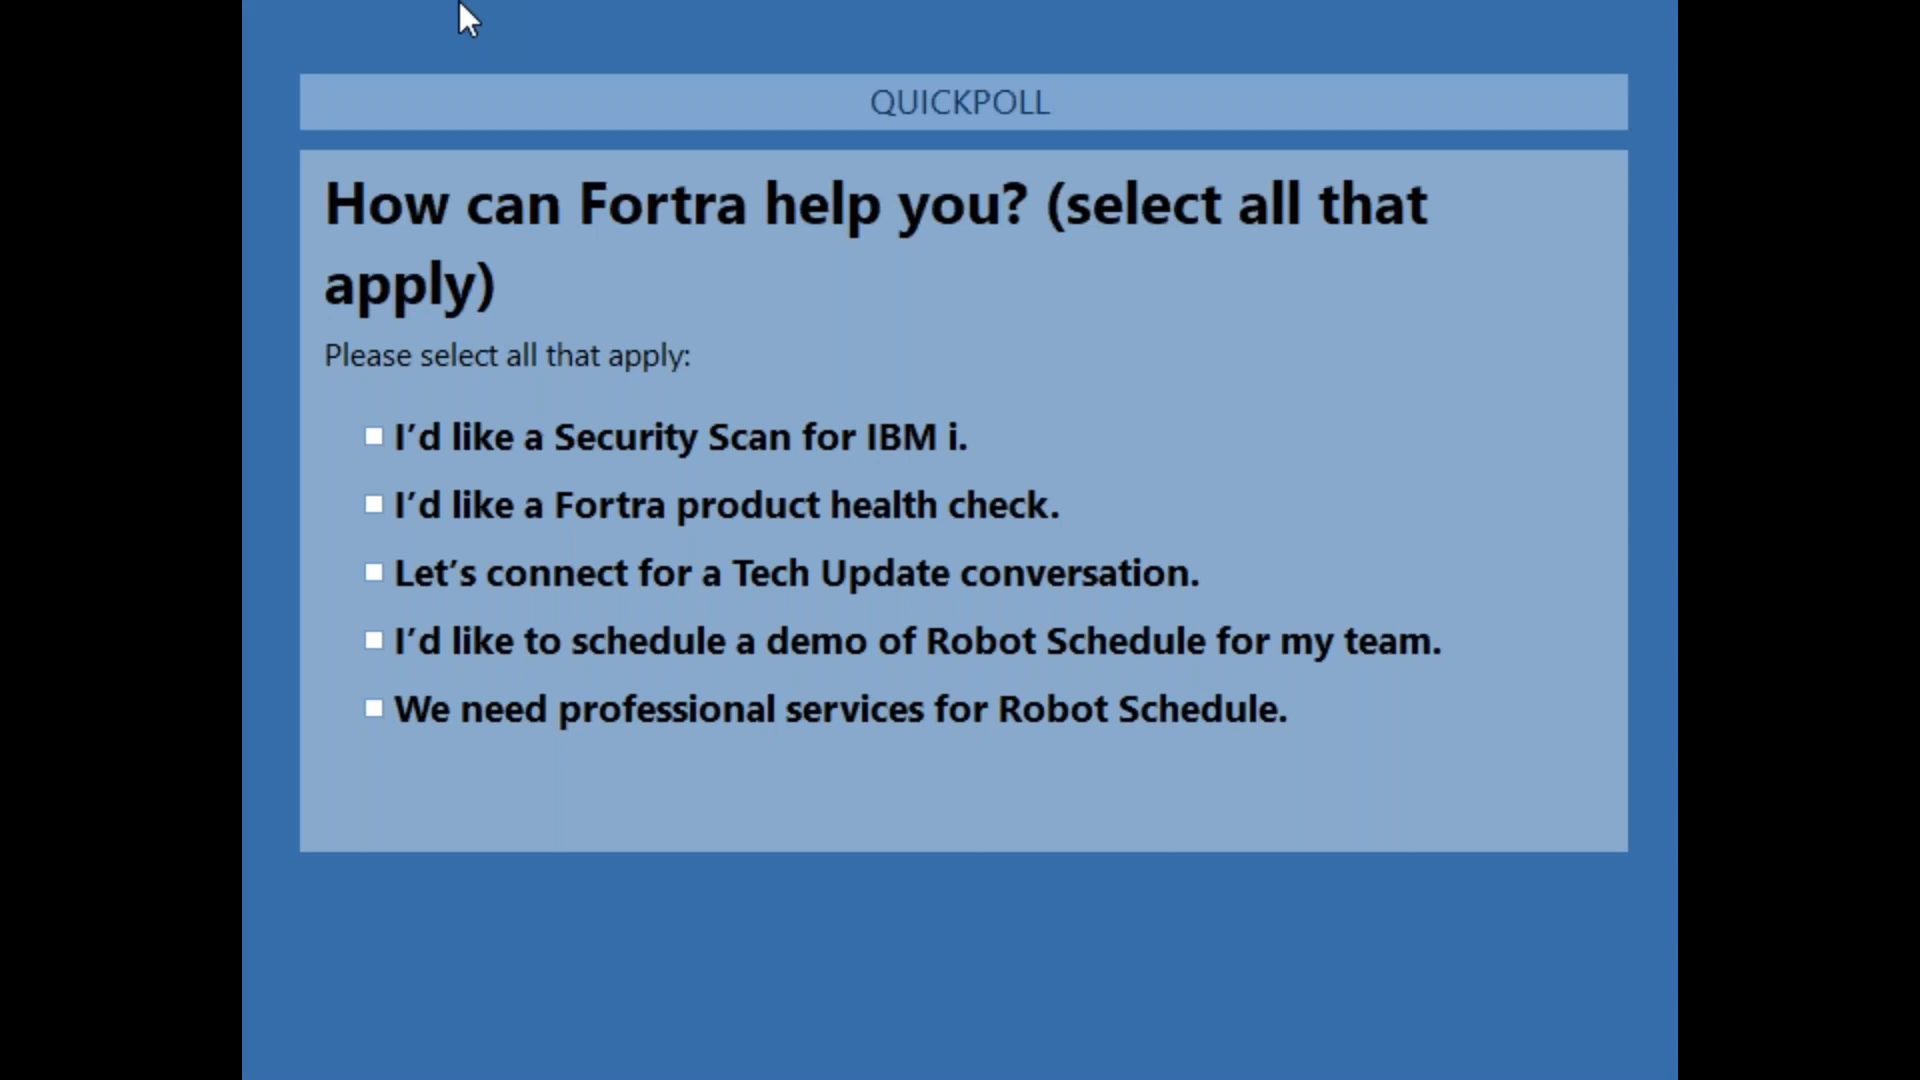 QUICKPOLL
How can Fortra help you? (select all that
apply)
Please select all that apply:
I’d like a Security Scan for IBM i.
I’d like a Fortra product health check.
Let’s connect for a Tech Update conversation.
I’d like to schedule a demo of Robot Schedule for my team.
We need professional services for Robot Schedule.